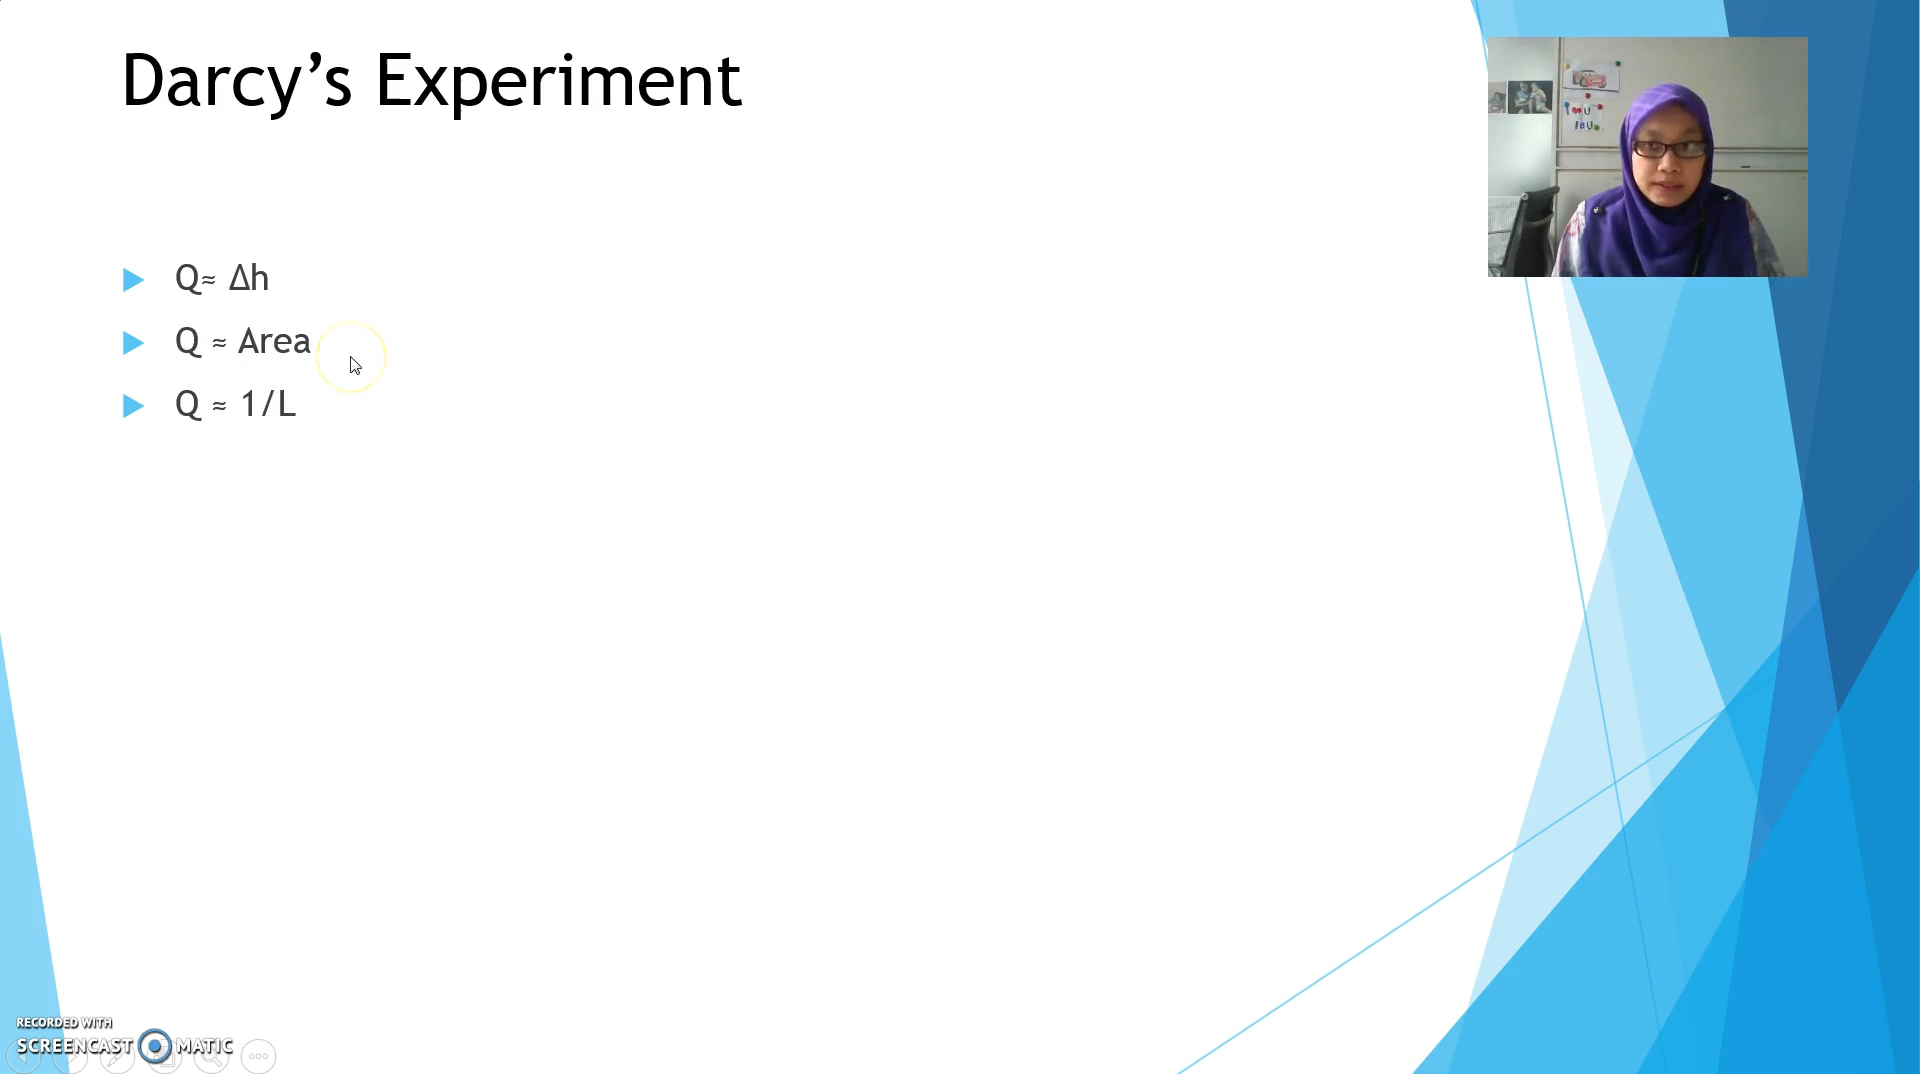 Darcy’s Experiment
Q≈ Δh
Q ≈ Area
Q ≈ 1/L
RECORDED WITH
SCREENCAST MATIC